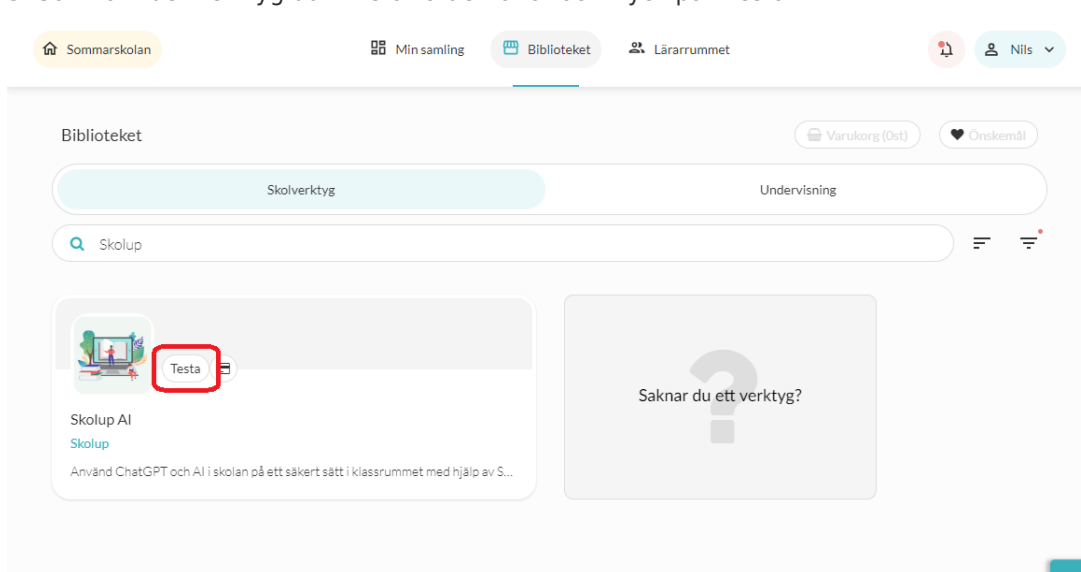 Sommarskolan
Min samling
Biblioteket
Lärarrummet
Nils
Biblioteket
Varukorg (0st)
Önskemål
Skolverktyg
Undervisning
Skolup
Testa
Skolup AI
Skolup
Använd ChatGPT och AI i skolan på ett säkert sätt i klassrummet med hjälp av S...
Saknar du ett verktyg?